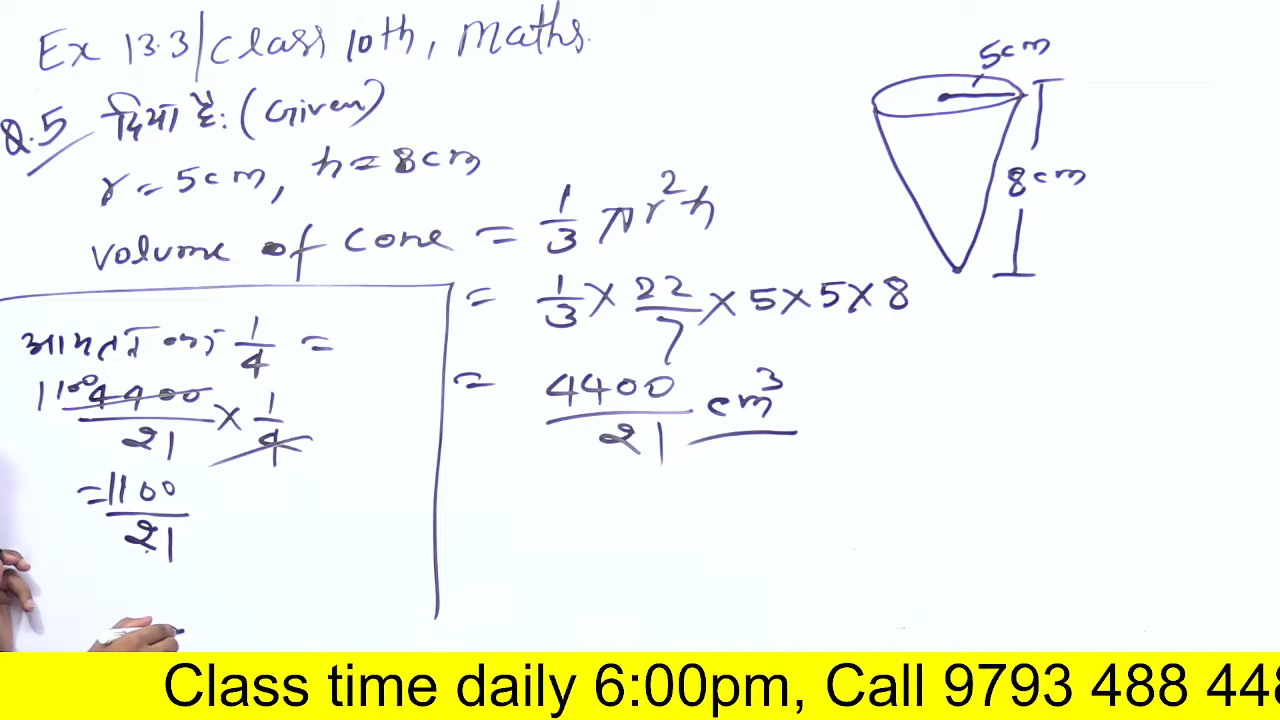 Ex 13.3/Class 10th, Maths.
Q.5 दिया है: (Given)
r = 5cm, h = 8cm
volume of cone = 1/3 πr²h
= 1/3 × 22/7 × 5 × 5 × 8
= 4400/21 cm³
आयतन का 1/4 =
1100 4400/21 × 1/4
= 1100/21
5cm
8cm
Class time daily 6:00pm, Call 9793 488 448